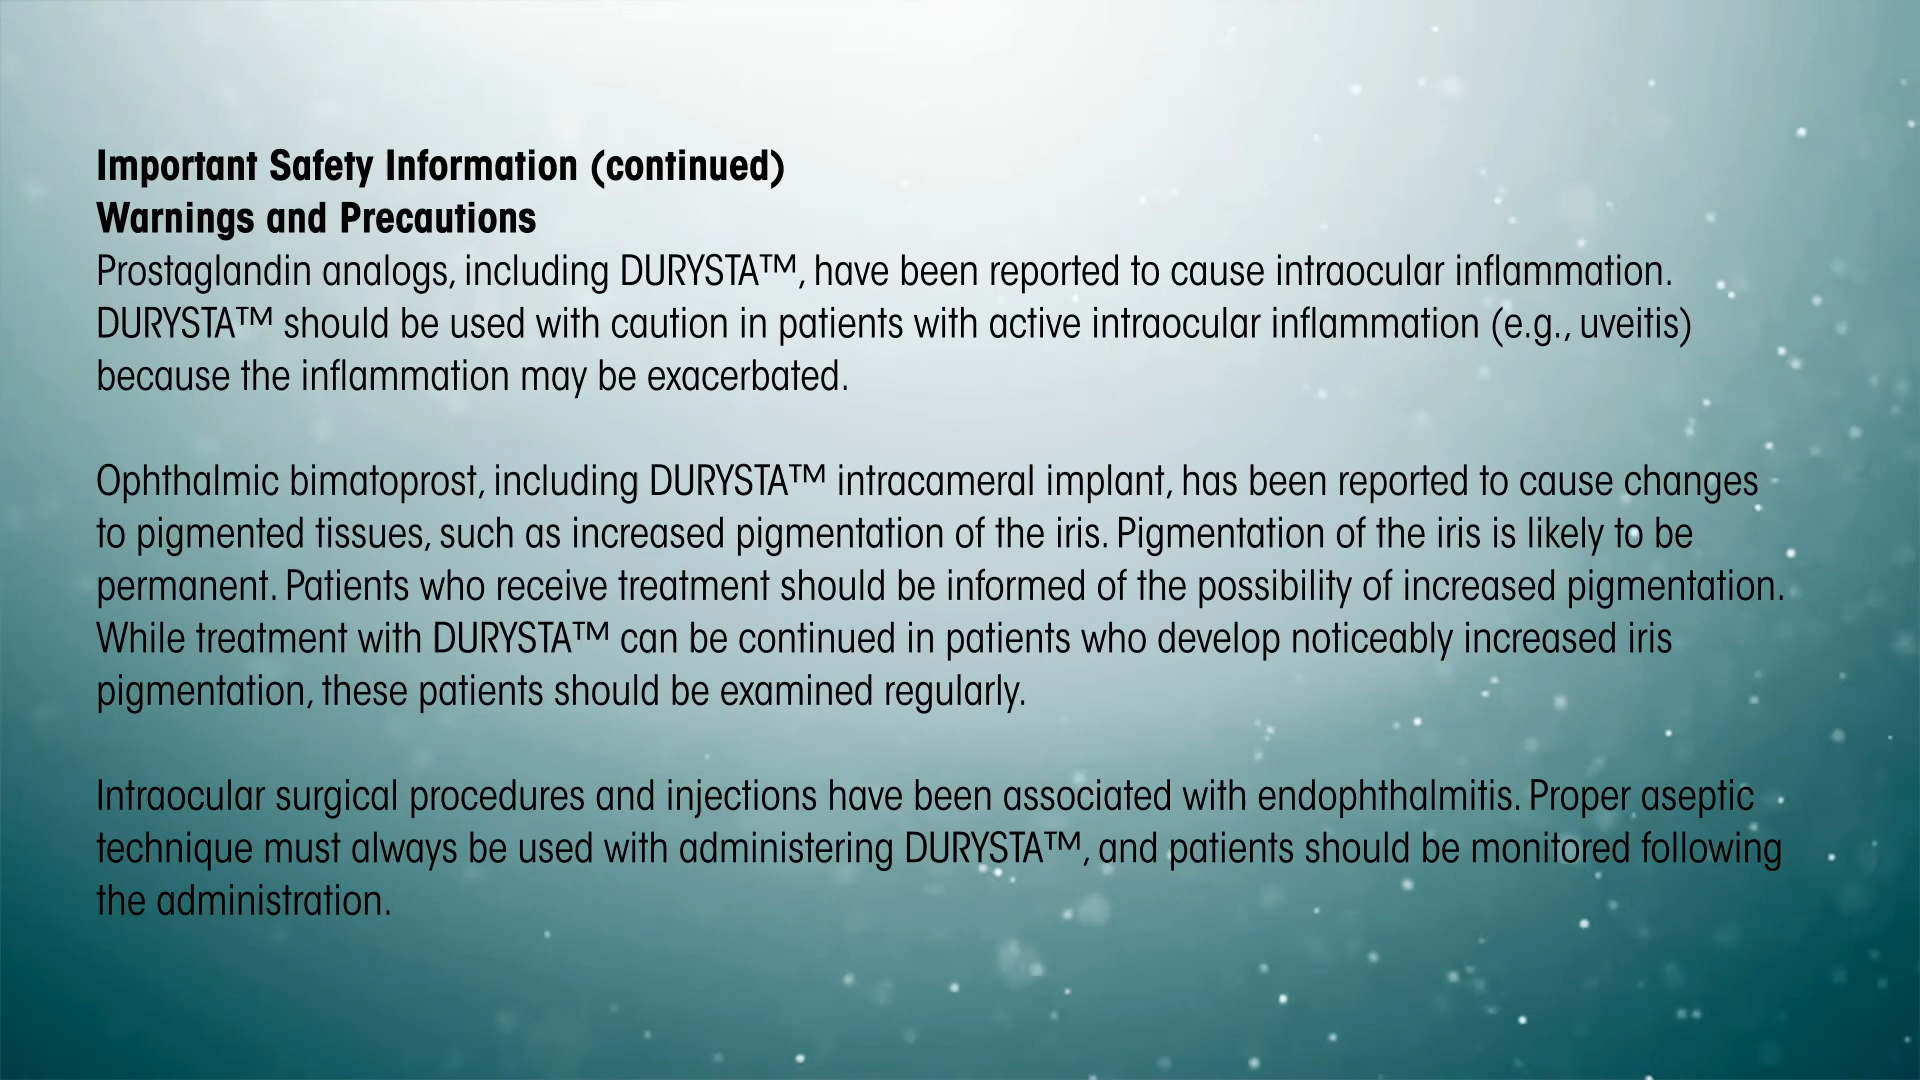 Important Safety Information (continued)
Warnings and Precautions
Prostaglandin analogs, including DURYSTA™, have been reported to cause intraocular inflammation.
DURYSTA™ should be used with caution in patients with active intraocular inflammation (e.g., uveitis)
because the inflammation may be exacerbated.
Ophthalmic bimatoprost, including DURYSTA™ intracameral implant, has been reported to cause changes
to pigmented tissues, such as increased pigmentation of the iris. Pigmentation of the iris is likely to be
permanent. Patients who receive treatment should be informed of the possibility of increased pigmentation.
While treatment with DURYSTA™ can be continued in patients who develop noticeably increased iris
pigmentation, these patients should be examined regularly.
Intraocular surgical procedures and injections have been associated with endophthalmitis. Proper aseptic
technique must always be used with administering DURYSTA™, and patients should be monitored following
the administration.